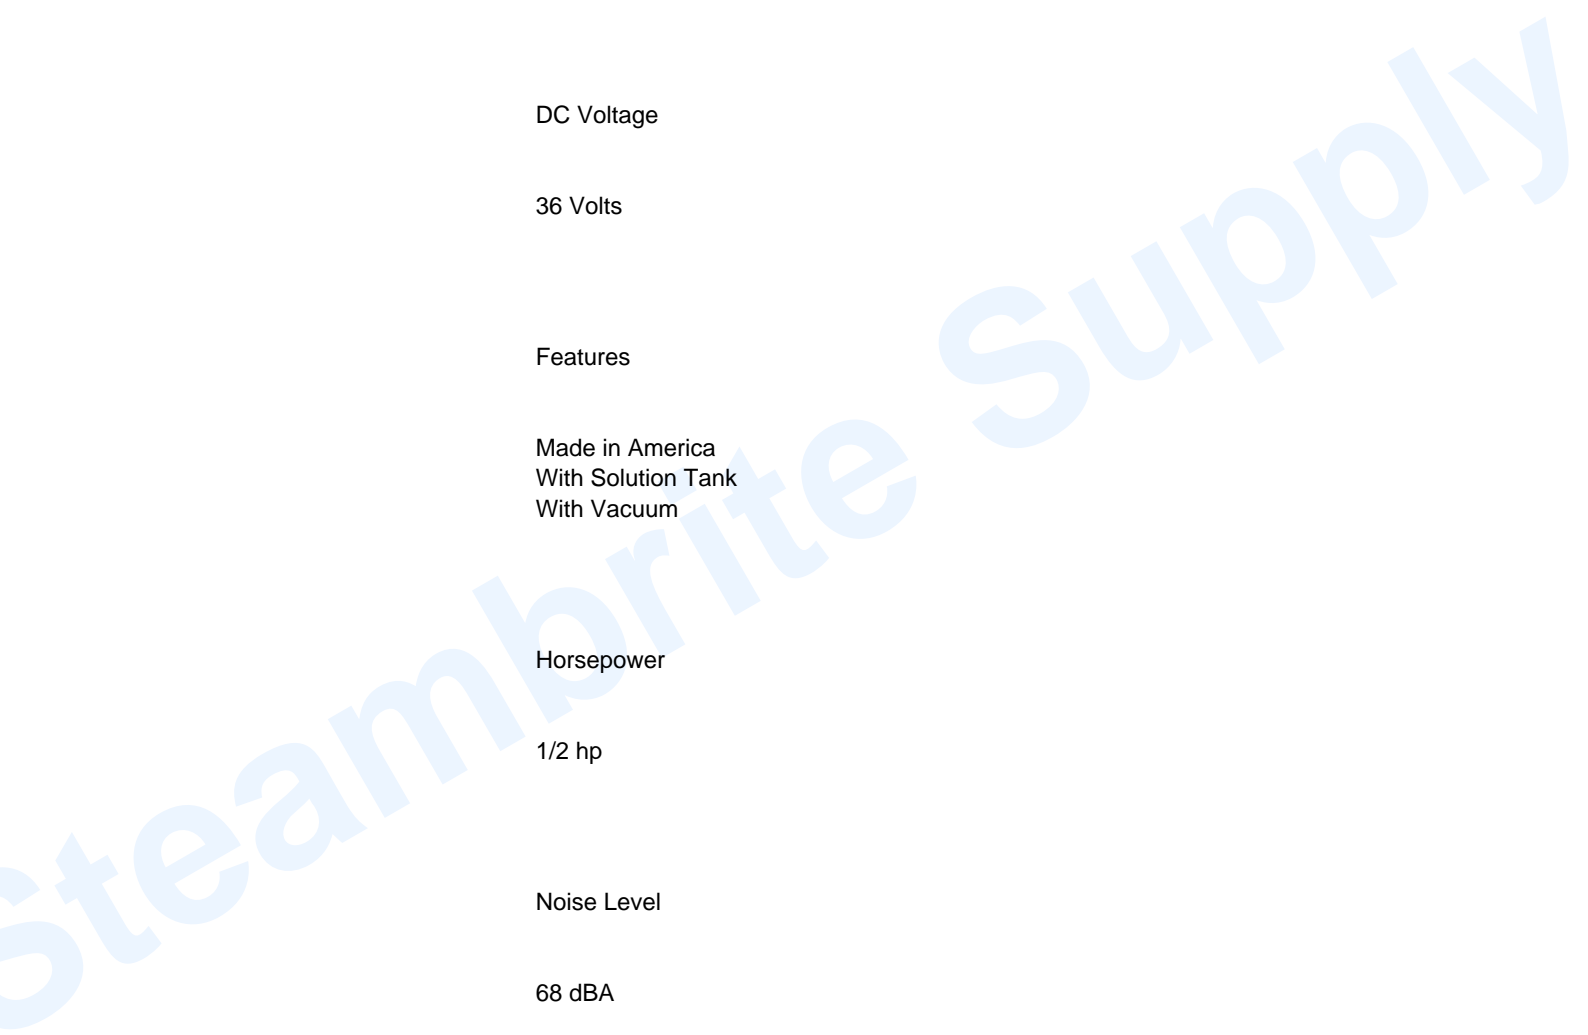 DC Voltage
36 Volts
Features
Made in America
With Solution Tank
With Vacuum
Horsepower
1/2 hp
Noise Level
68 dBA
Steambrite Supply